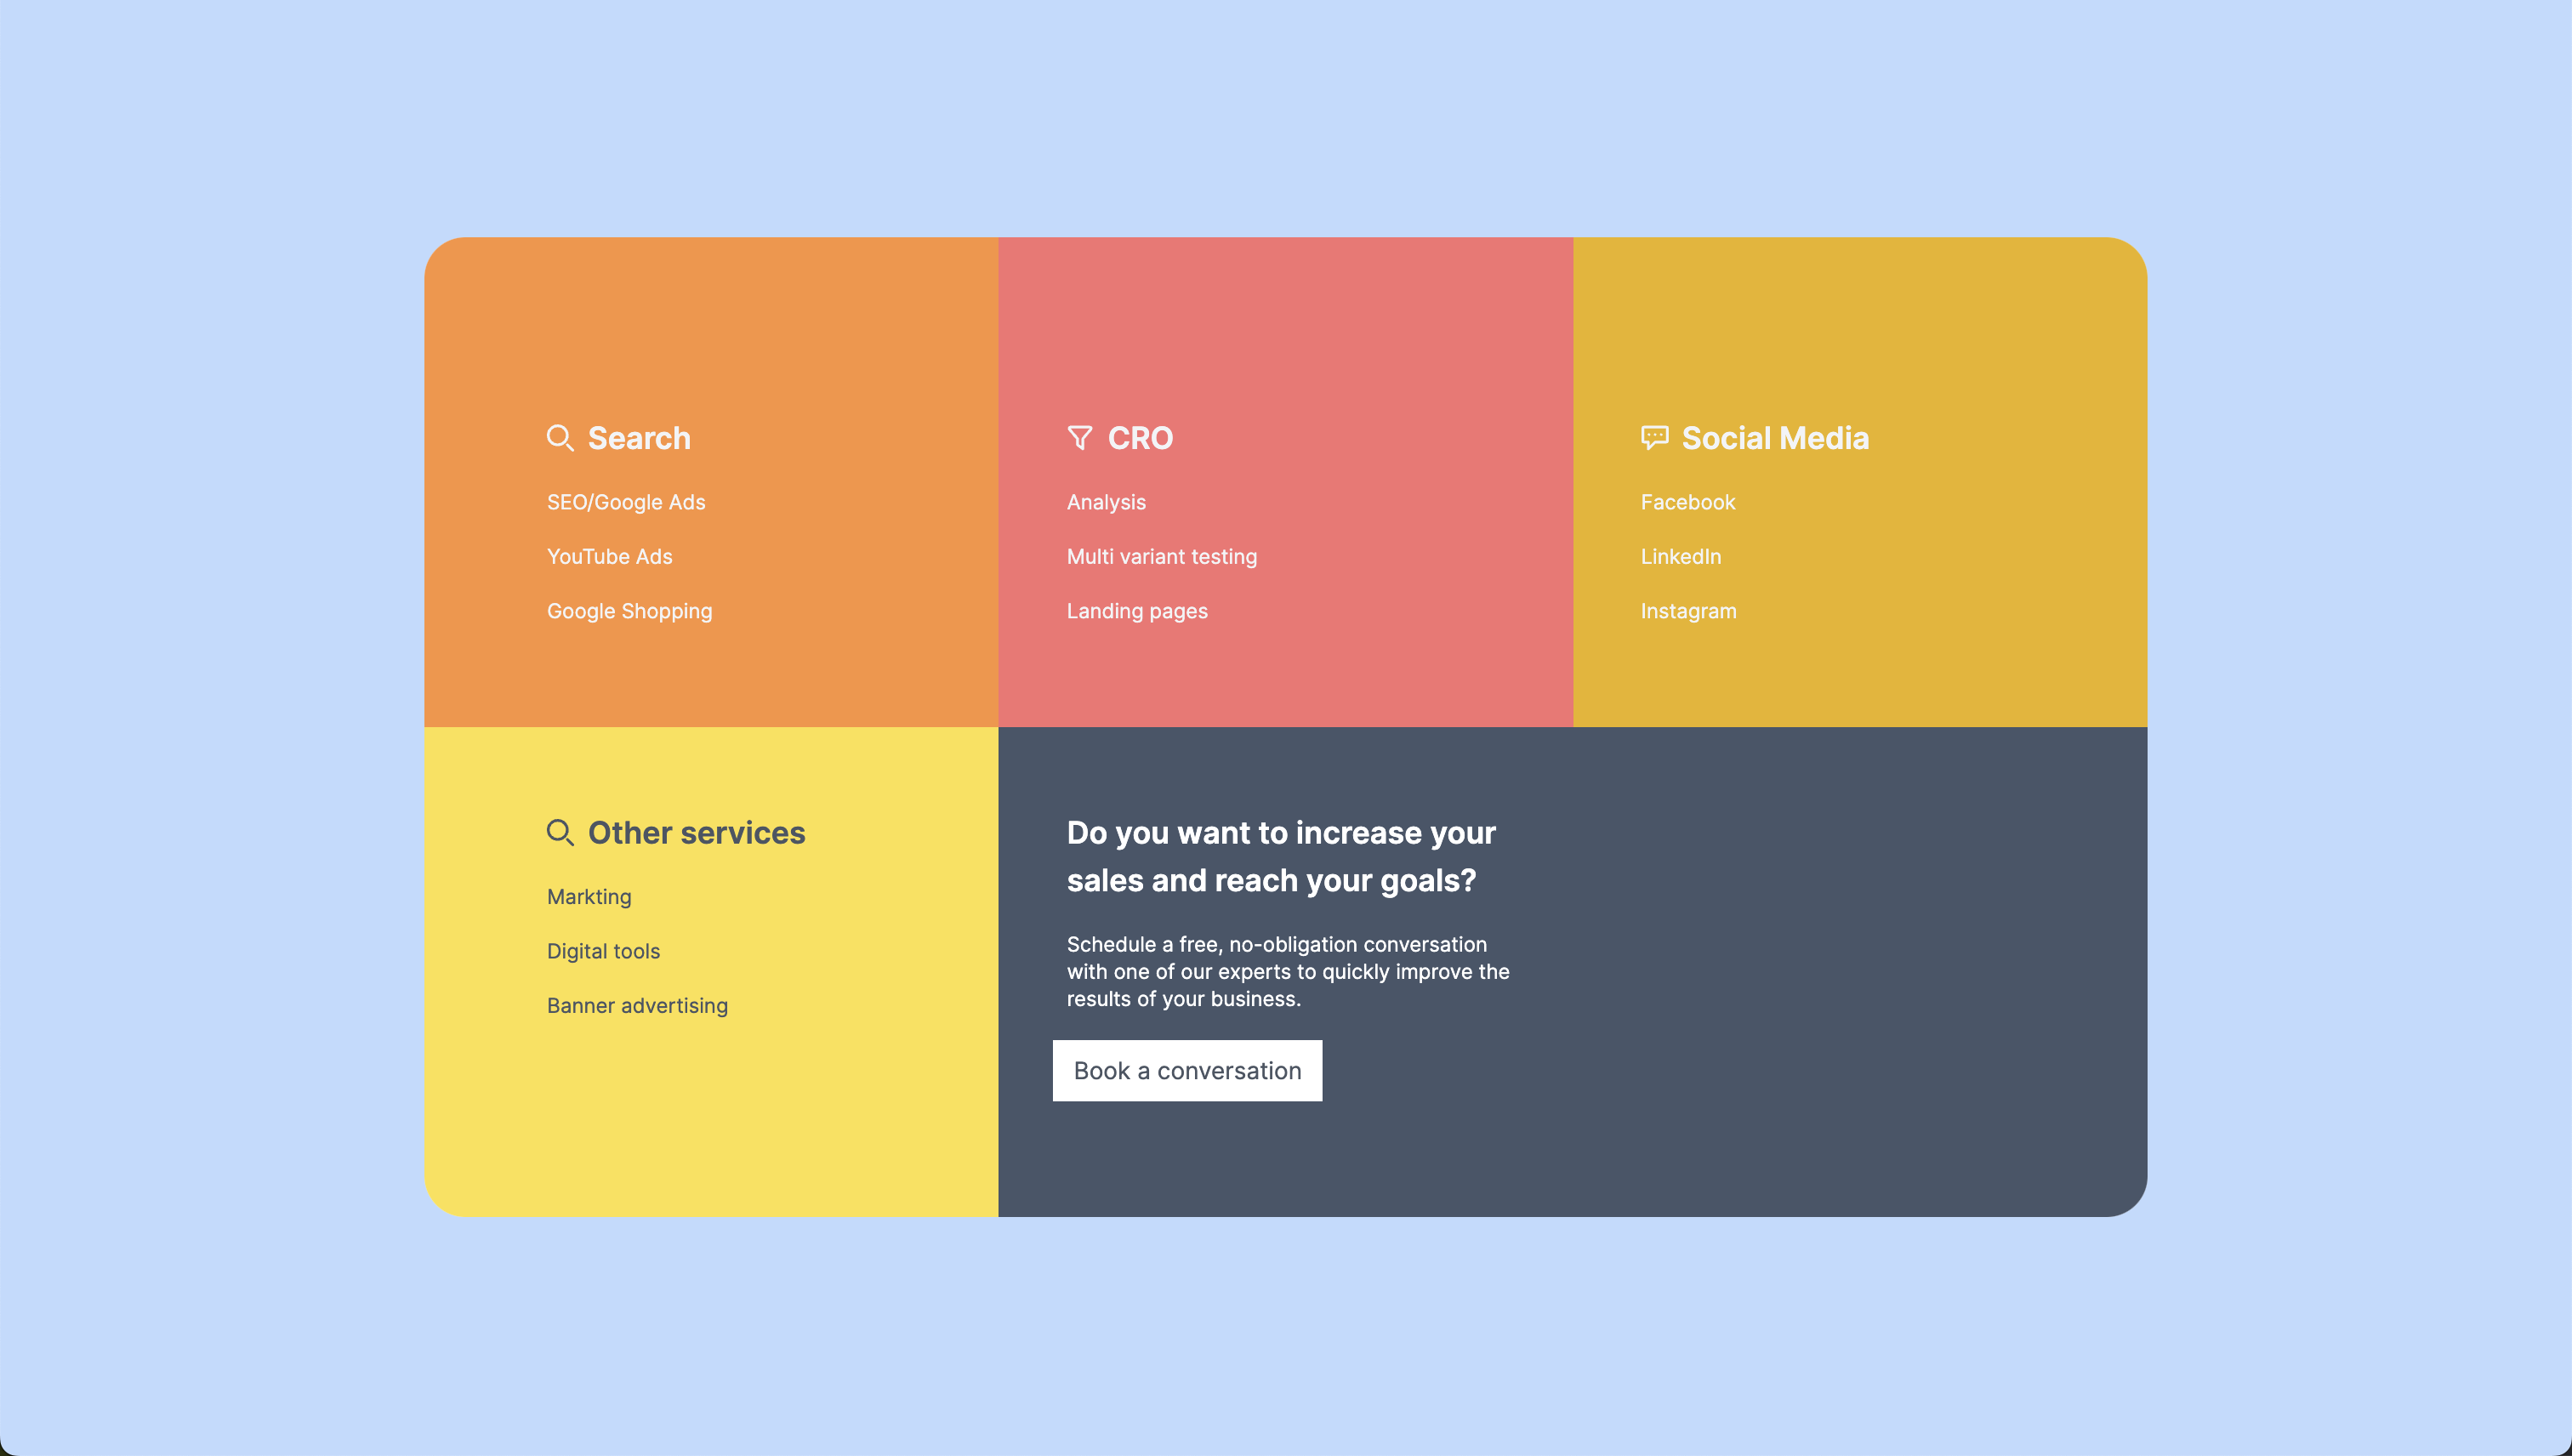 Search
SEO/Google Ads
YouTube Ads
Google Shopping
CRO
Analysis
Multi variant testing
Landing pages
Social Media
Facebook
LinkedIn
Instagram
Other services
Markting
Digital tools
Banner advertising
Do you want to increase your
sales and reach your goals?
Schedule a free, no-obligation conversation
with one of our experts to quickly improve the
results of your business.
Book a conversation